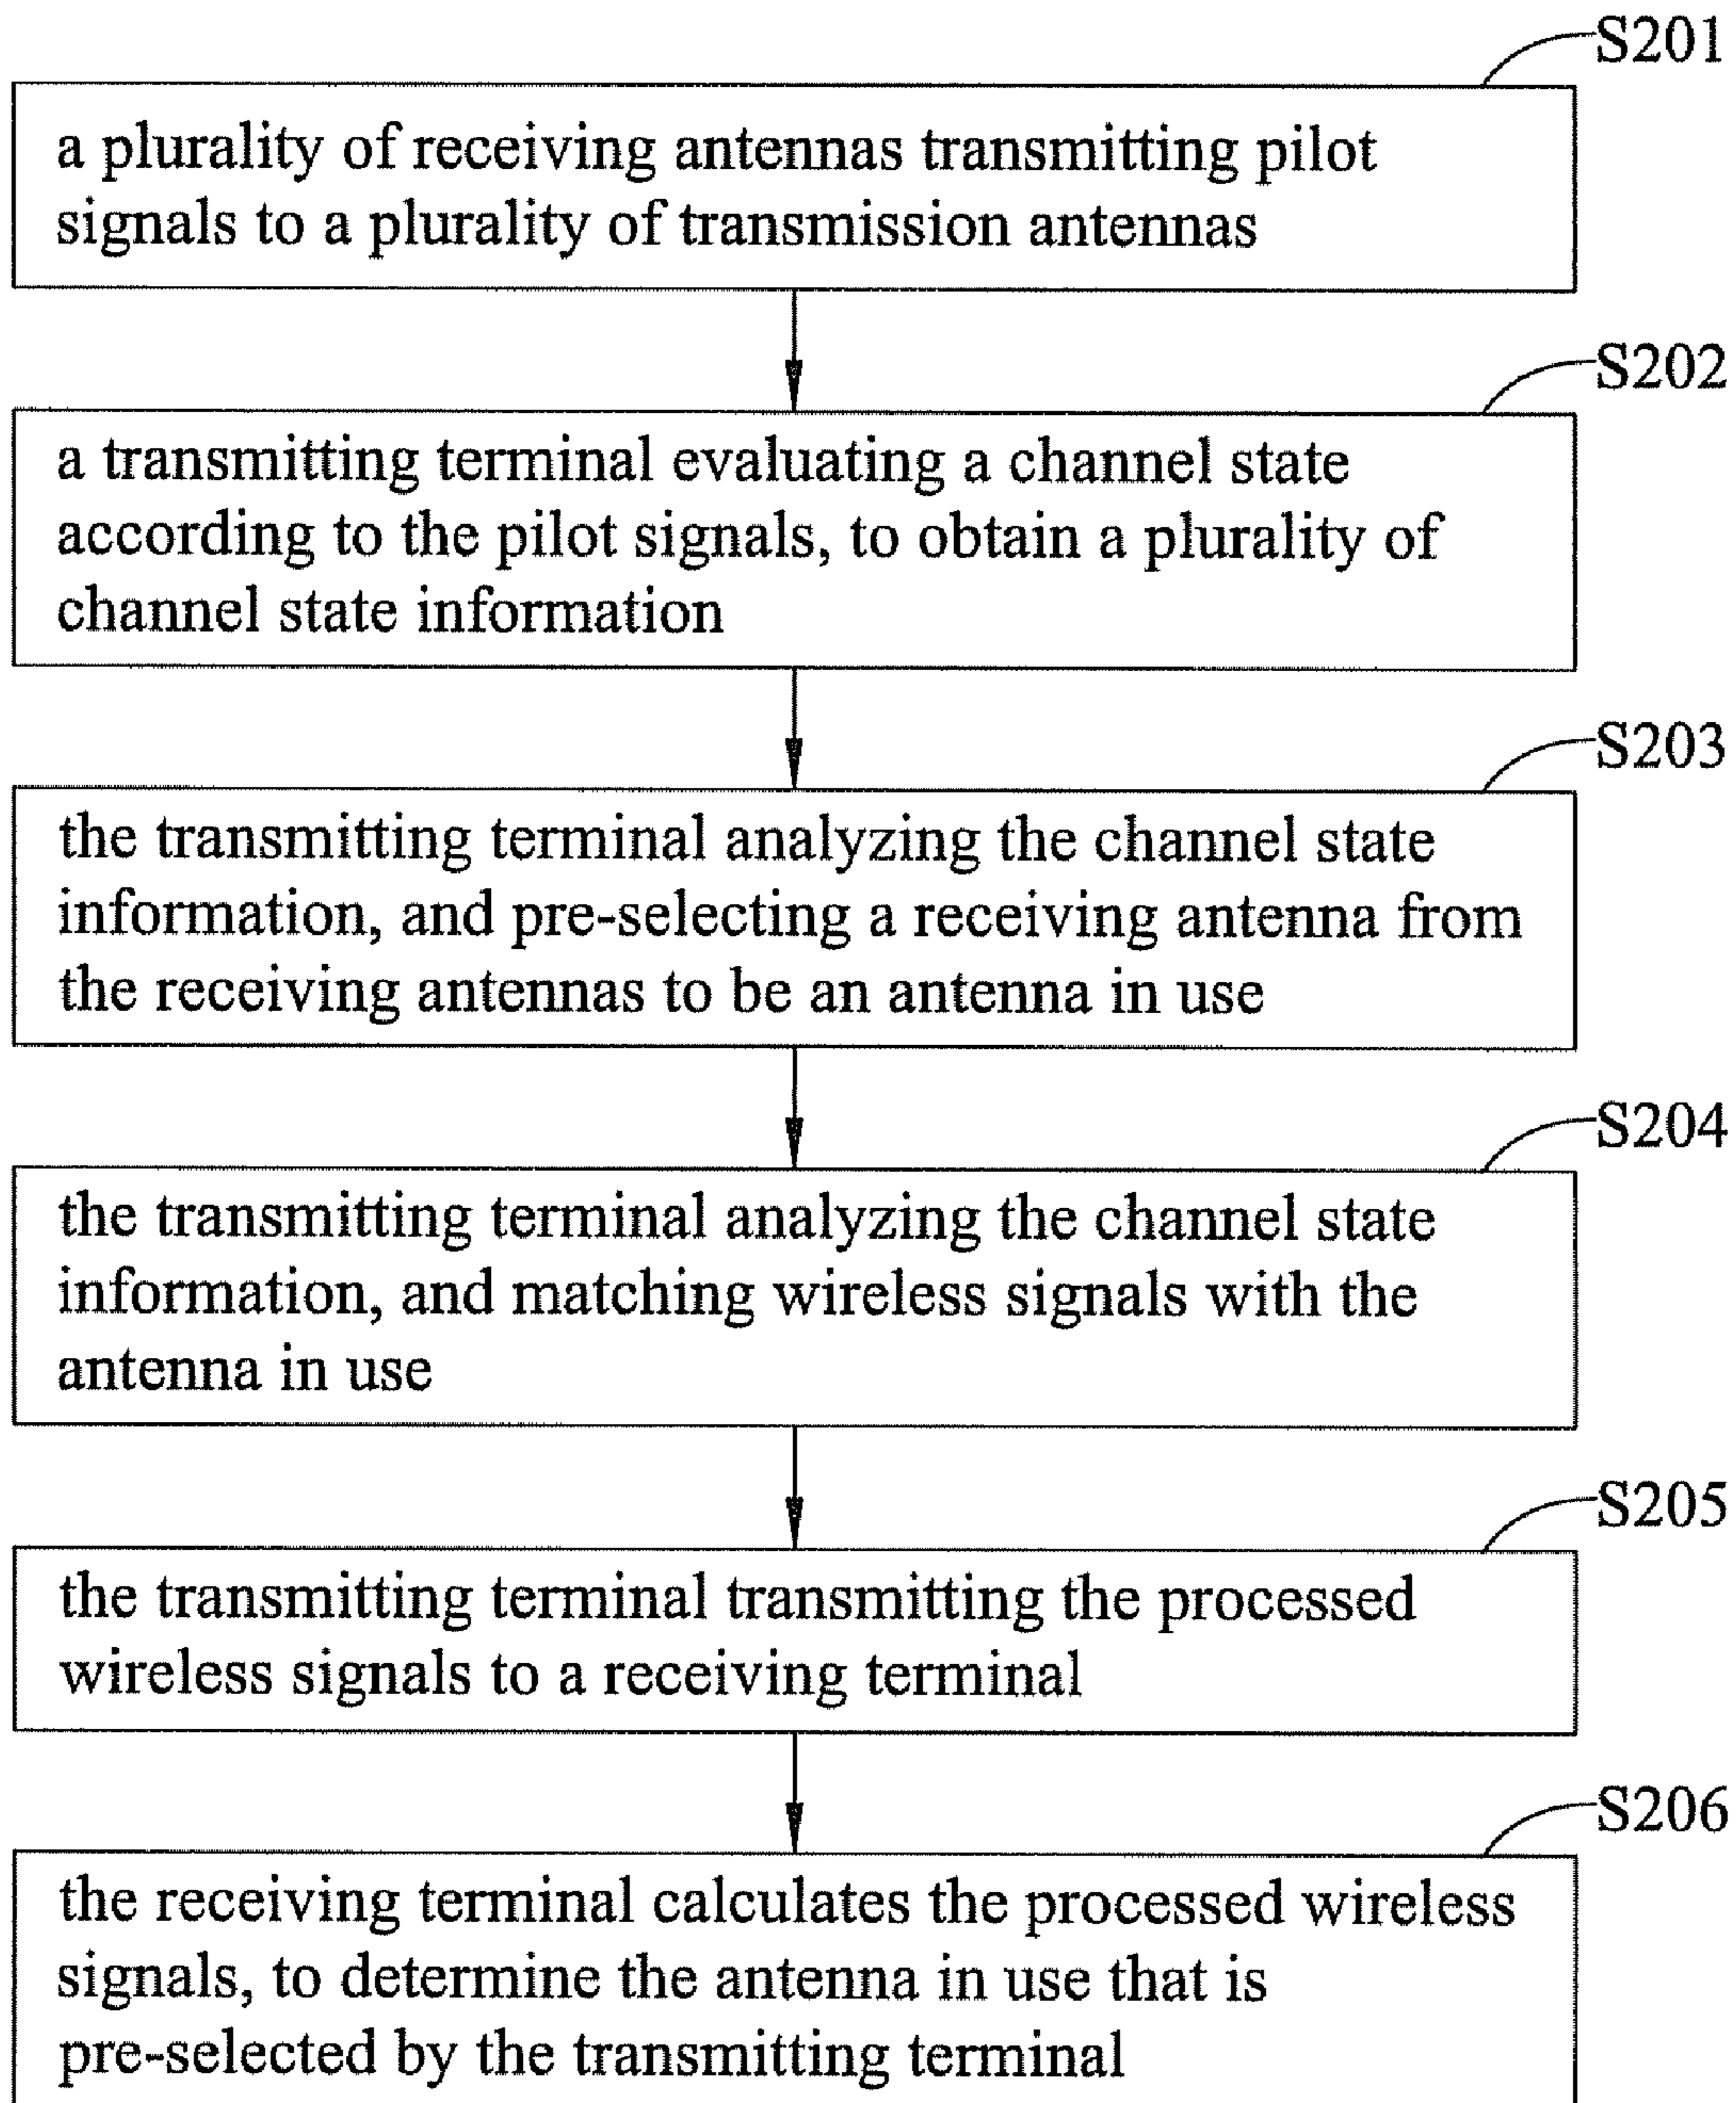 S201
a plurality of receiving antennas transmitting pilot
signals to a plurality of transmission antennas
S202
a transmitting terminal evaluating a channel state
according to the pilot signals, to obtain a plurality of
channel state information
S203
the transmitting terminal analyzing the channel state
information, and pre-selecting a receiving antenna from
the receiving antennas to be an antenna in use
S204
the transmitting terminal analyzing the channel state
information, and matching wireless signals with the
antenna in use
S205
the transmitting terminal transmitting the processed
wireless signals to a receiving terminal
S206
the receiving terminal calculates the processed wireless
signals, to determine the antenna in use that is
pre-selected by the transmitting terminal